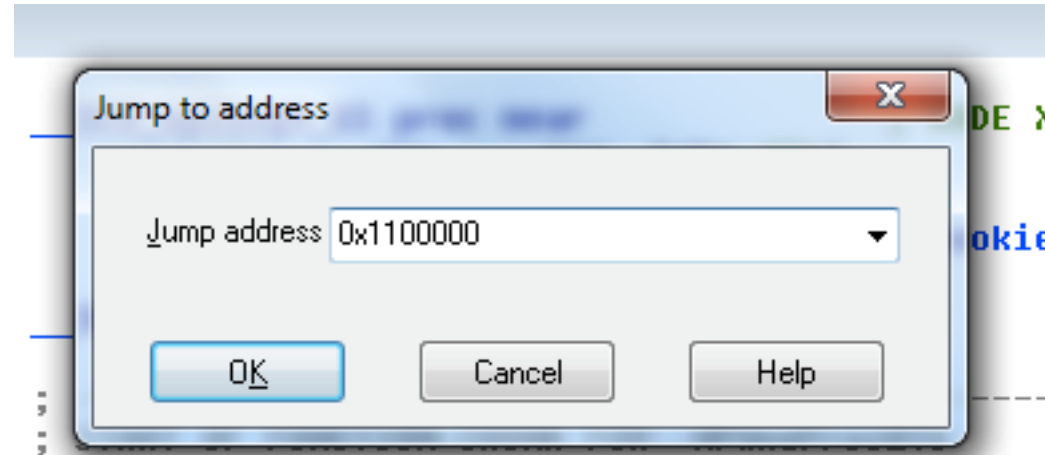 Jump to address
DE X
Jump address 0x1100000
okie
OK Cancel Help
;
;